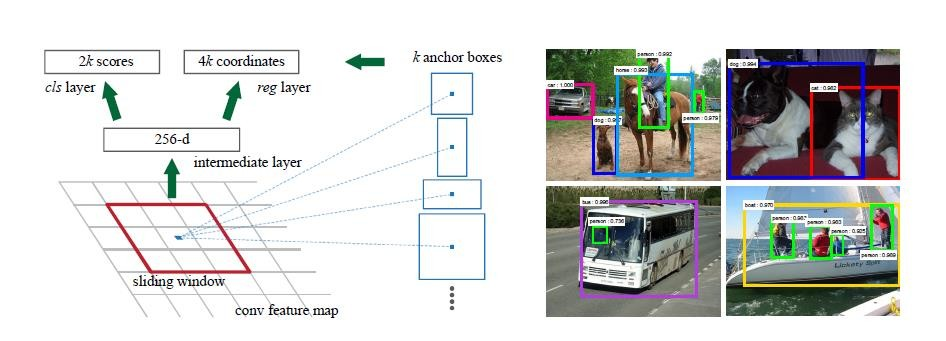 2k scores
4k coordinates
k anchor boxes
cls layer
reg layer
256-d
intermediate layer
sliding window
conv feature map
person : 0.992
horse : 0.993
car : 1.000
dog : 0.997
person : 0.979
dog : 0.994
cat : 0.982
bus : 0.996
person : 0.736
boat : 0.970
person : 0.983
person : 0.925
person : 0.989